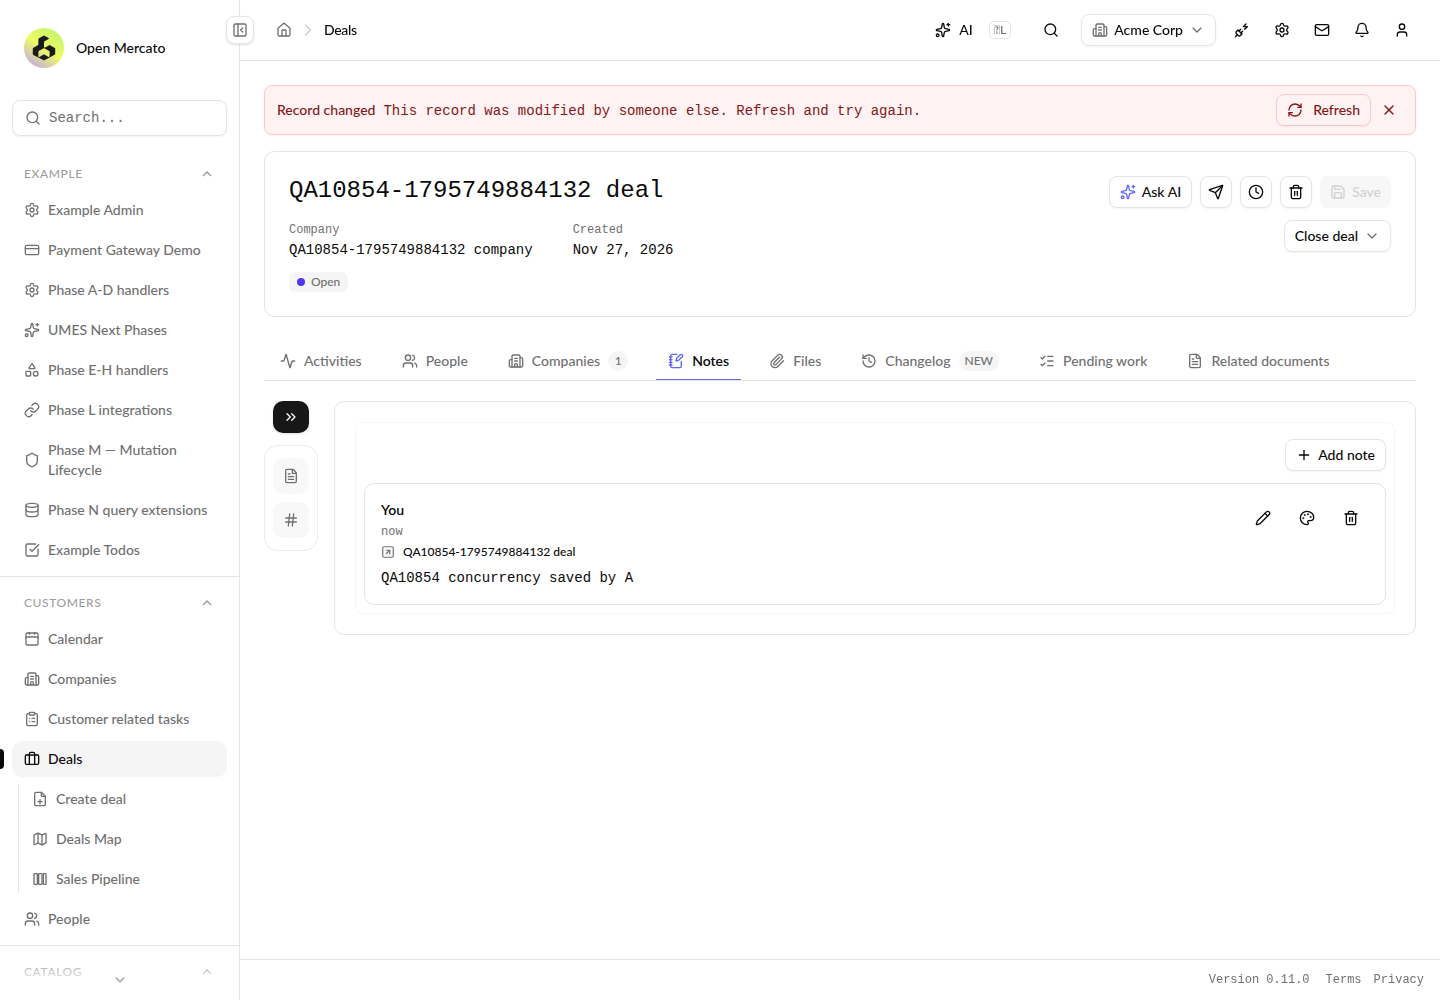 Open Mercato
Deals
AI
L
Acme Corp
Search...
Record changed This record was modified by someone else. Refresh and try again.
Refresh
EXAMPLE
Example Admin
Payment Gateway Demo
Phase A-D handlers
UMES Next Phases
Phase E-H handlers
Phase L integrations
Phase M — Mutation
Lifecycle
Phase N query extensions
Example Todos
CUSTOMERS
Calendar
Companies
Customer related tasks
Deals
Create deal
Deals Map
Sales Pipeline
People
CATALOG
QA10854-1795749884132 deal
Ask AI
Save
Company
Created
QA10854-1795749884132 company
Nov 27, 2026
Close deal
Open
Activities
People
Companies 1
Notes
Files
Changelog NEW
Pending work
Related documents
Add note
You
now
QA10854-1795749884132 deal
QA10854 concurrency saved by A
Version 0.11.0
Terms
Privacy